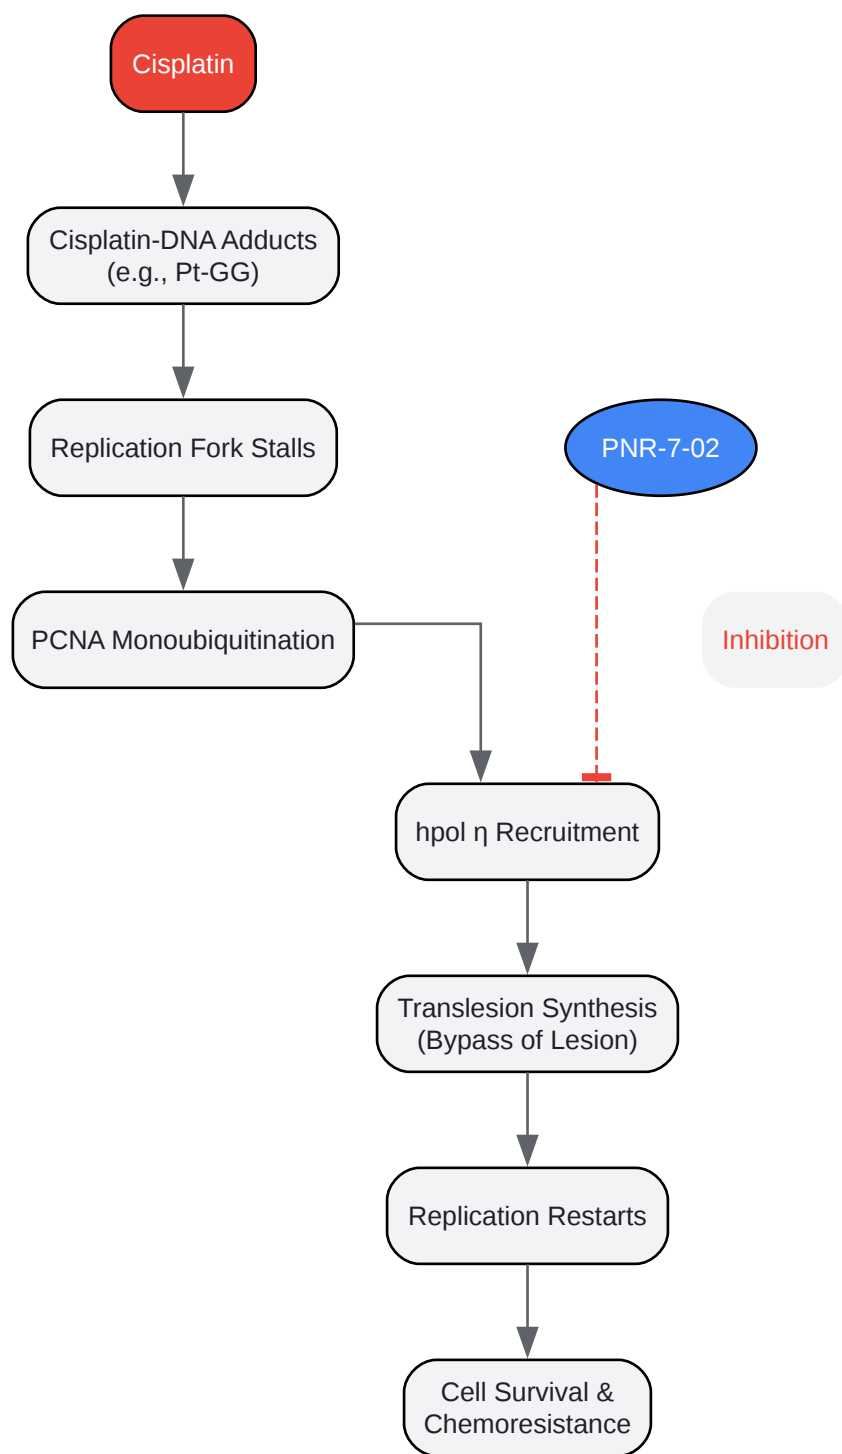 Cisplatin
Cisplatin-DNA Adducts
(e.g., Pt-GG)
Replication Fork Stalls
PNR-7-02
PCNA Monoubiquitination
Inhibition
hpol η Recruitment
Translesion Synthesis
(Bypass of Lesion)
Replication Restarts
Cell Survival &
Chemoresistance